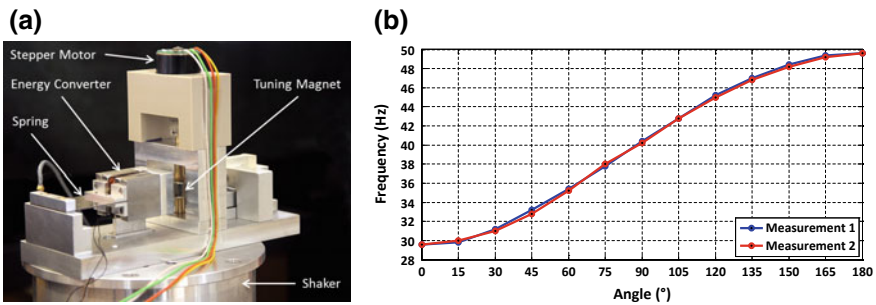 (a)
Stepper Motor
Energy Converter
Tuning Magnet
Spring
Shaker
(b)
Frequency (Hz)
50
48
46
44
42
40
38
36
34
32
30
28
0 15 30 45 60 75 90 105 120 135 150 165 180
Angle (°)
Measurement 1
Measurement 2